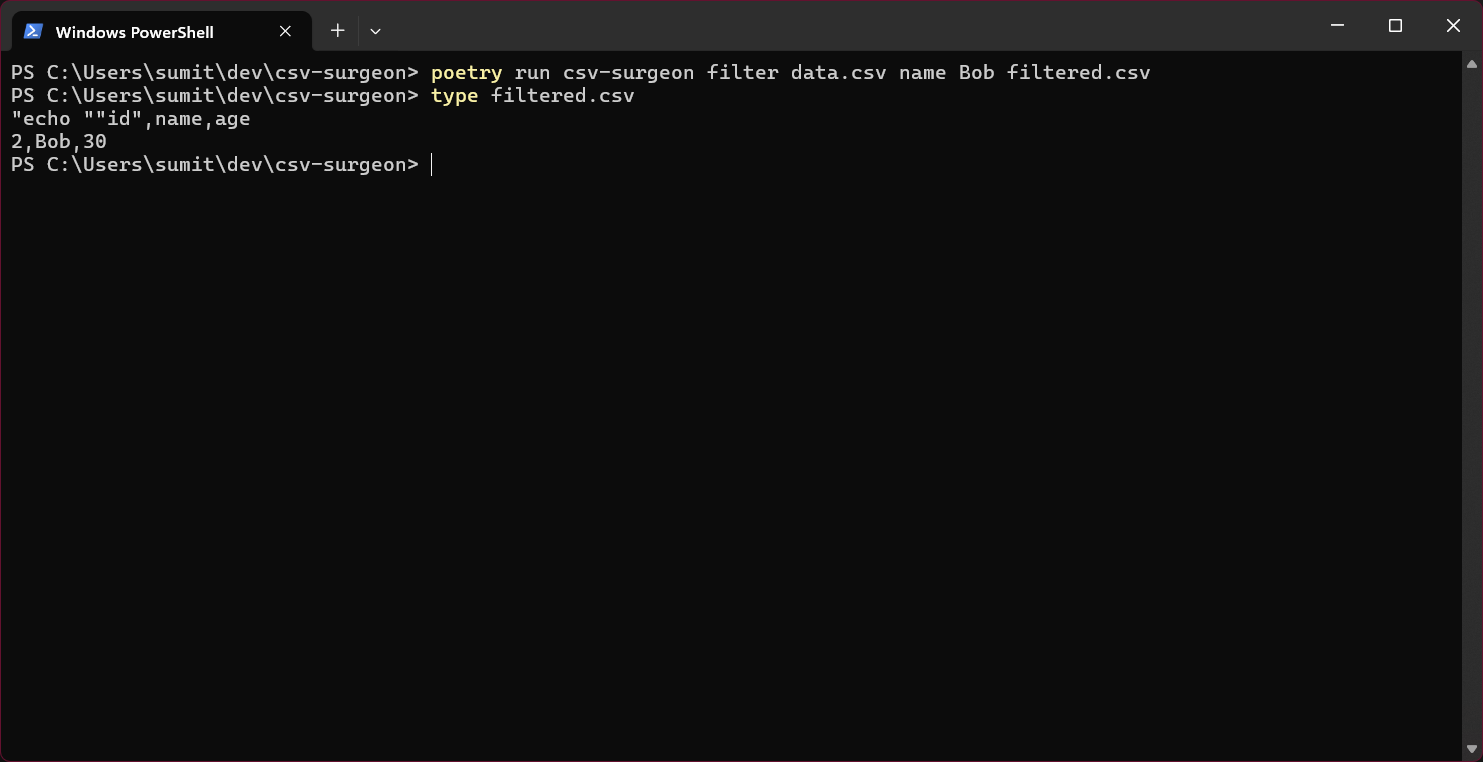 Windows PowerShell
PS C:\Users\sumit\dev\csv-surgeon> poetry run csv-surgeon filter data.csv name Bob filtered.csv
PS C:\Users\sumit\dev\csv-surgeon> type filtered.csv
"echo ""id",name,age
2,Bob,30
PS C:\Users\sumit\dev\csv-surgeon>